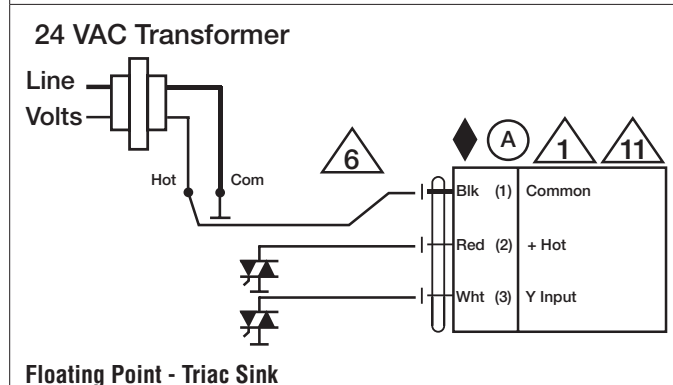 24 VAC Transformer
Line
Volts
Hot
Com
6
A
1
11
Blk (1) Common
Red (2) + Hot
Wht (3) Y Input
Floating Point - Triac Sink